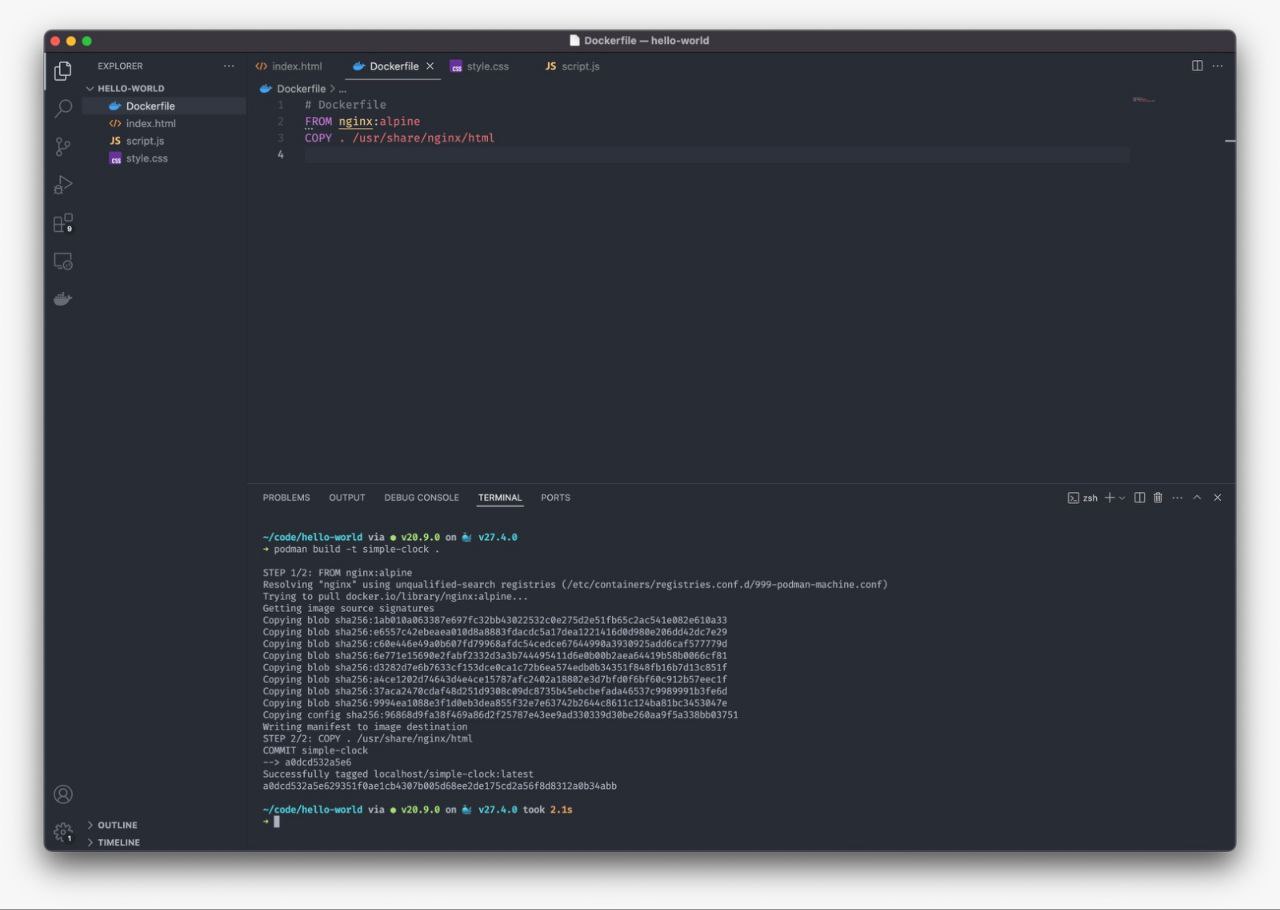 Dockerfile — hello-world
EXPLORER
HELLO-WORLD
Dockerfile
index.html
JS script.js
css style.css
9
1
OUTLINE
TIMELINE
index.html
Dockerfile
css style.css
JS script.js
Dockerfile > ...
1 # Dockerfile
2 FROM nginx:alpine
3 COPY . /usr/share/nginx/html
4
PROBLEMS OUTPUT DEBUG CONSOLE TERMINAL PORTS
zsh
~/code/hello-world via ● v20.9.0 on 🐳 v27.4.0
➜ podman build -t simple-clock .
STEP 1/2: FROM nginx:alpine
Resolving "nginx" using unqualified-search registries (/etc/containers/registries.conf.d/999-podman-machine.conf)
Trying to pull docker.io/library/nginx:alpine...
Getting image source signatures
Copying blob sha256:1ab010a063387e697fc32bb43022532c0e275d2e51fb65c2ac541e082e610a33
Copying blob sha256:e6557c42ebeaea010d8a8883fdacdc5a17dea1221416d0d980e206dd42dc7e29
Copying blob sha256:c60e446e49a0b607fd79968afdc54cedce67644990a3930925add6caf577779d
Copying blob sha256:6e771e15690e2fabf2332d3a3b744495411d6e0b00b2aea64419b58b0066cf81
Copying blob sha256:d3282d7e6b7633cf153dce0ca1c72b6ea574edb0b34351f848fb16b7d13c851f
Copying blob sha256:a4ce1202d74643d4e4ce15787afc2402a18802e3d7bfd0f6bf60c912b57eec1f
Copying blob sha256:37aca2470cdaf48d251d9308c09dc8735b45ebcbefada46537c9989991b3fe6d
Copying blob sha256:9994ea1088e3f1d0eb3dea855f32e7e63742b2644c8611c124ba81bc3453047e
Copying config sha256:96868d9fa38f469a86d2f25787e43ee9ad330339d30be260aa9f5a338bb03751
Writing manifest to image destination
STEP 2/2: COPY . /usr/share/nginx/html
COMMIT simple-clock
--> a0dcd532a5e6
Successfully tagged localhost/simple-clock:latest
a0dcd532a5e629351f0ae1cb4307b005d68ee2de175cd2a56f8d8312a0b34abb
~/code/hello-world via ● v20.9.0 on 🐳 v27.4.0 took 2.1s
➜